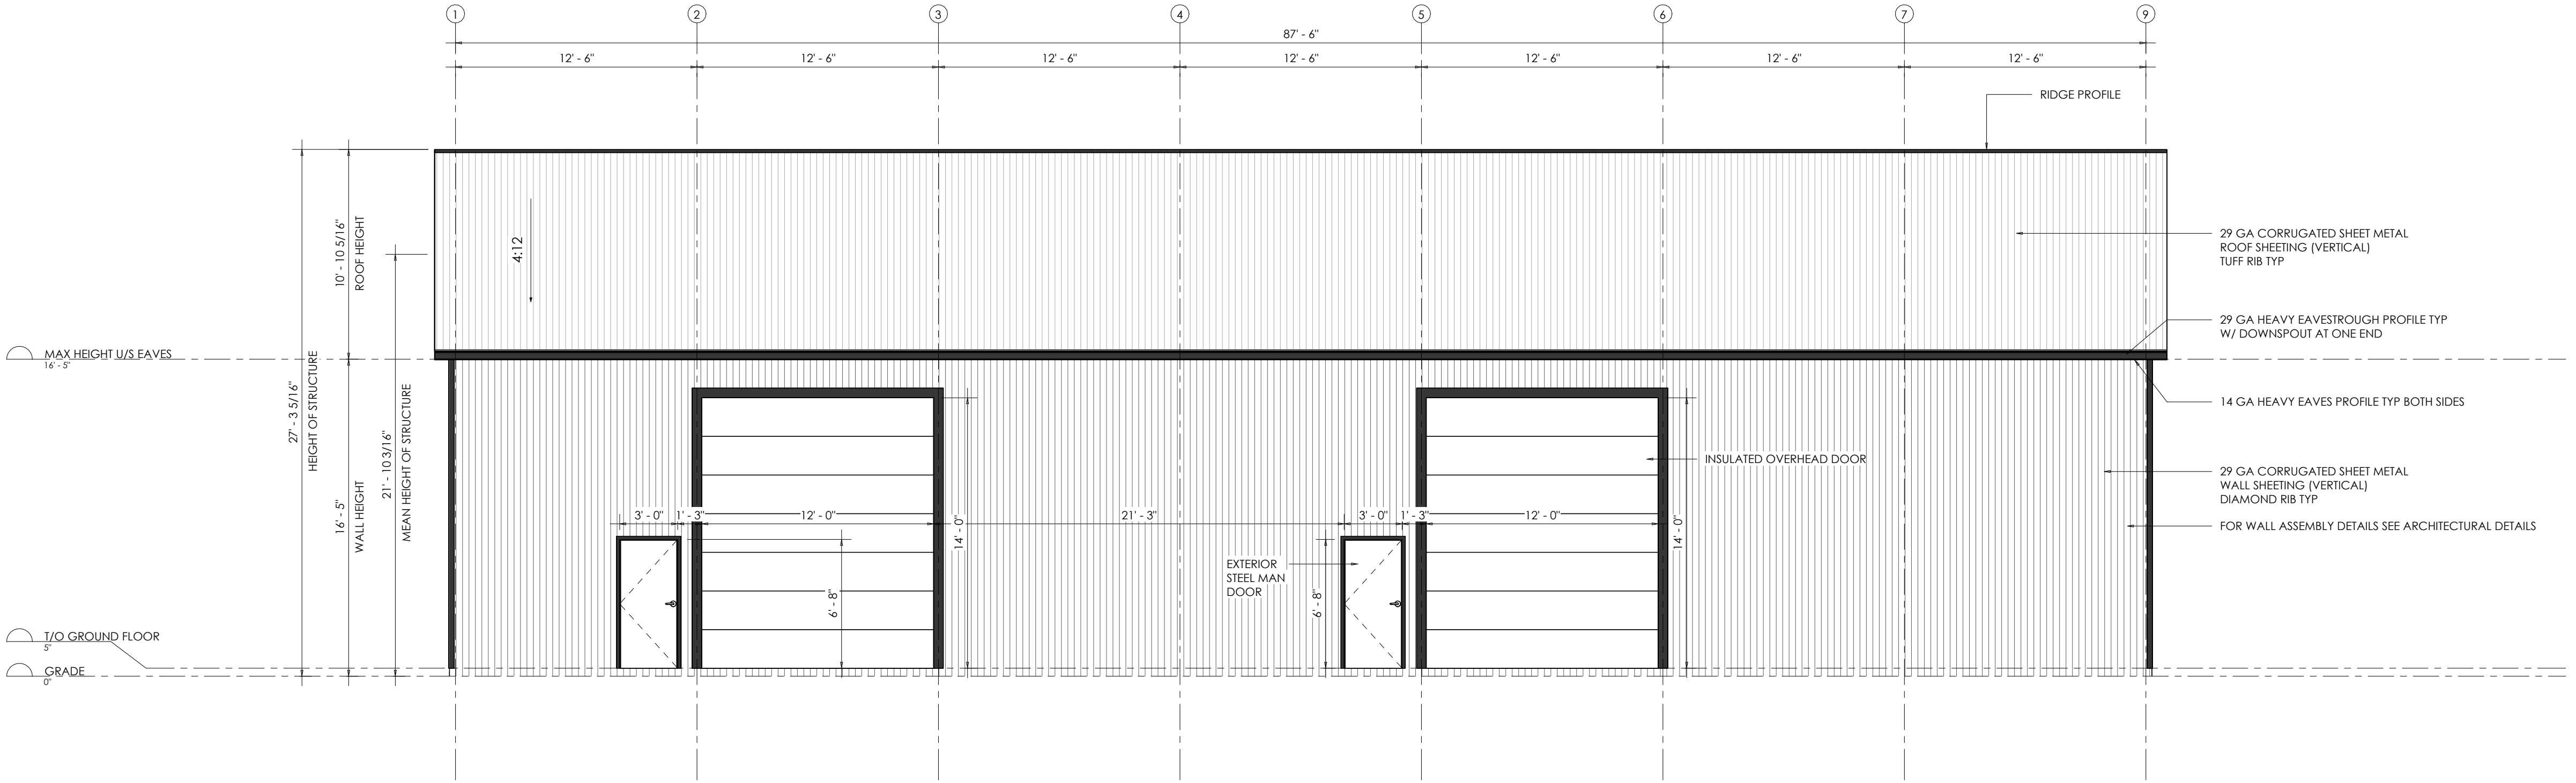 1 2 3 4 5 6 7 9
87' - 6"
12' - 6" 12' - 6" 12' - 6" 12' - 6" 12' - 6" 12' - 6" 12' - 6"
RIDGE PROFILE
4:12
10' - 10 5/16"
ROOF HEIGHT
29 GA CORRUGATED SHEET METAL
ROOF SHEETING (VERTICAL)
TUFF RIB TYP
29 GA HEAVY EAVESTROUGH PROFILE TYP
W/ DOWNSPOUT AT ONE END
MAX HEIGHT U/S EAVES
16' - 5"
27' - 3 5/16"
HEIGHT OF STRUCTURE
21' - 10 3/16"
MEAN HEIGHT OF STRUCTURE
16' - 5"
WALL HEIGHT
14 GA HEAVY EAVES PROFILE TYP BOTH SIDES
INSULATED OVERHEAD DOOR
29 GA CORRUGATED SHEET METAL
WALL SHEETING (VERTICAL)
DIAMOND RIB TYP
3' - 0" 1' - 3" 12' - 0" 21' - 3" 3' - 0" 1' - 3" 12' - 0"
14' - 0"
14' - 0"
FOR WALL ASSEMBLY DETAILS SEE ARCHITECTURAL DETAILS
EXTERIOR
STEEL MAN
DOOR
6' - 8"
6' - 8"
T/O GROUND FLOOR
5"
GRADE
0"